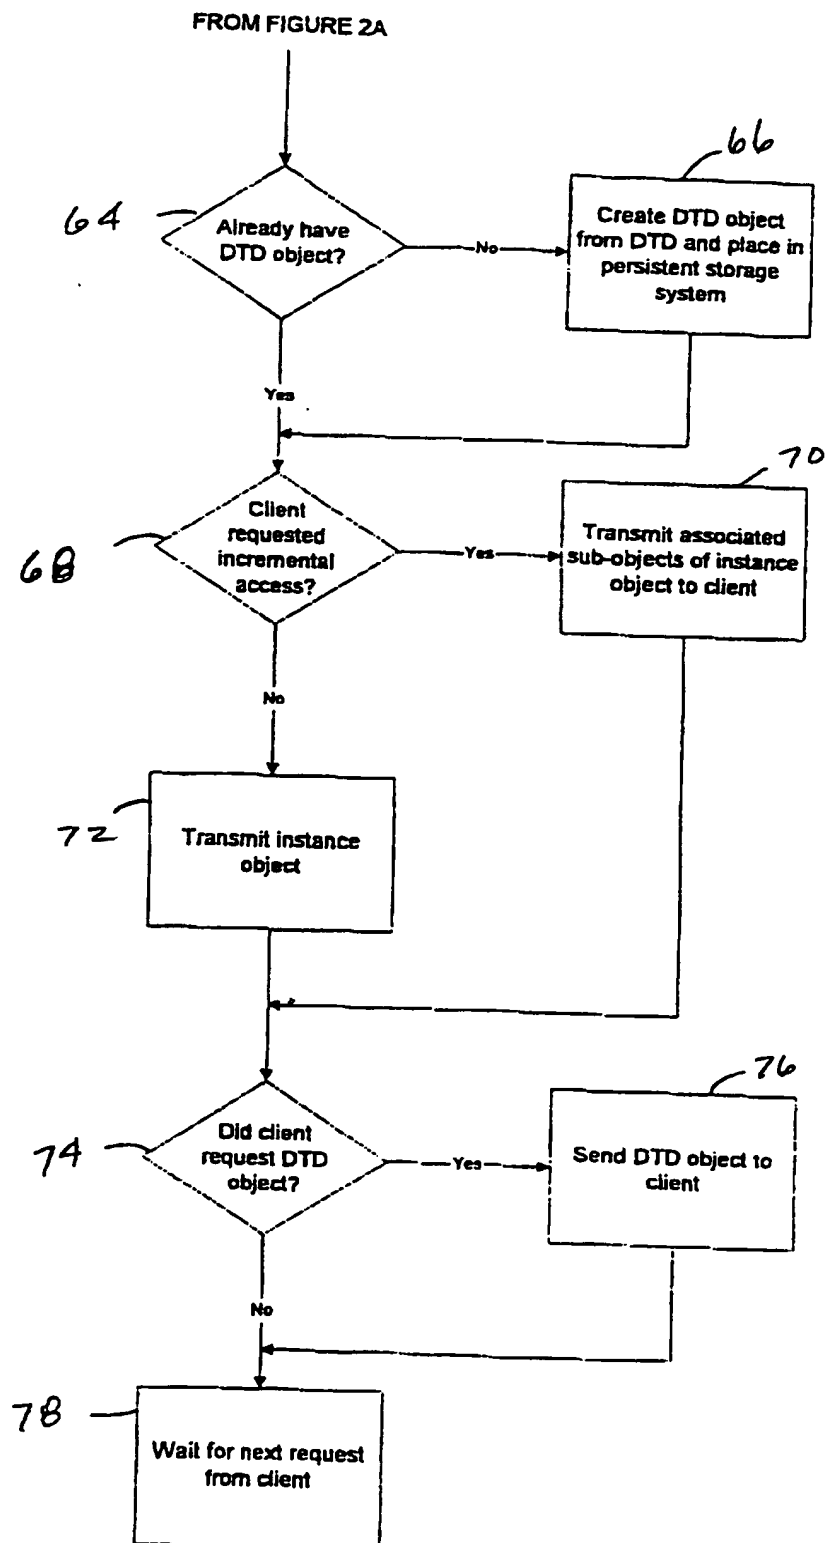 FROM FIGURE 2A
64
Already have
DTD object?
No
66
Create DTD object
from DTD and place in
persistent storage
system
Yes
68
Client
requested
incremental
access?
Yes
70
Transmit associated
sub-objects of instance
object to client
No
72
Transmit instance
object
74
Did client
request DTD
object?
Yes
76
Send DTD object to
client
No
78
Wait for next request
from client